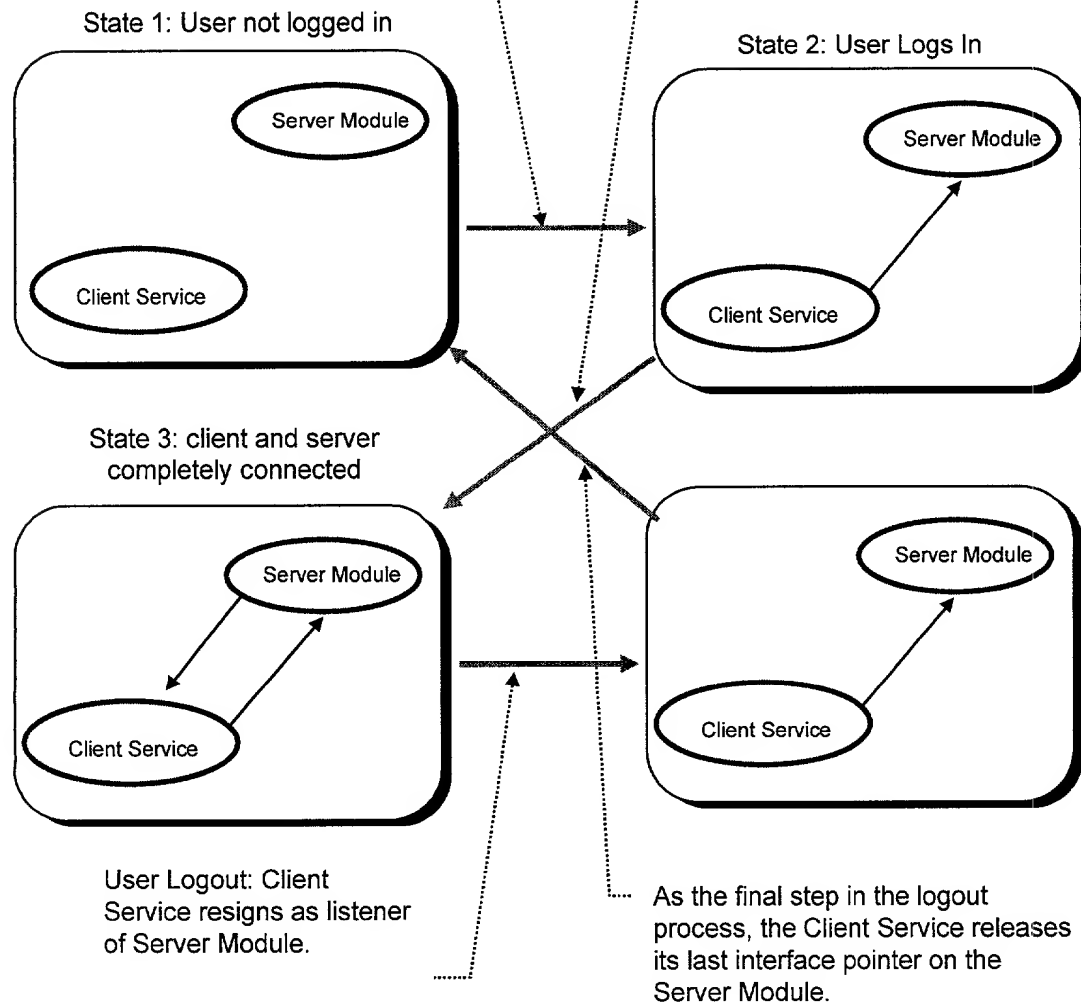 State 1: User not logged in
State 2: User Logs In
Server Module
Server Module
Client Service
Client Service
State 3: client and server
completely connected
Server Module
Server Module
Client Service
Client Service
User Logout: Client
Service resigns as listener
of Server Module.
As the final step in the logout
process, the Client Service releases
its last interface pointer on the
Server Module.